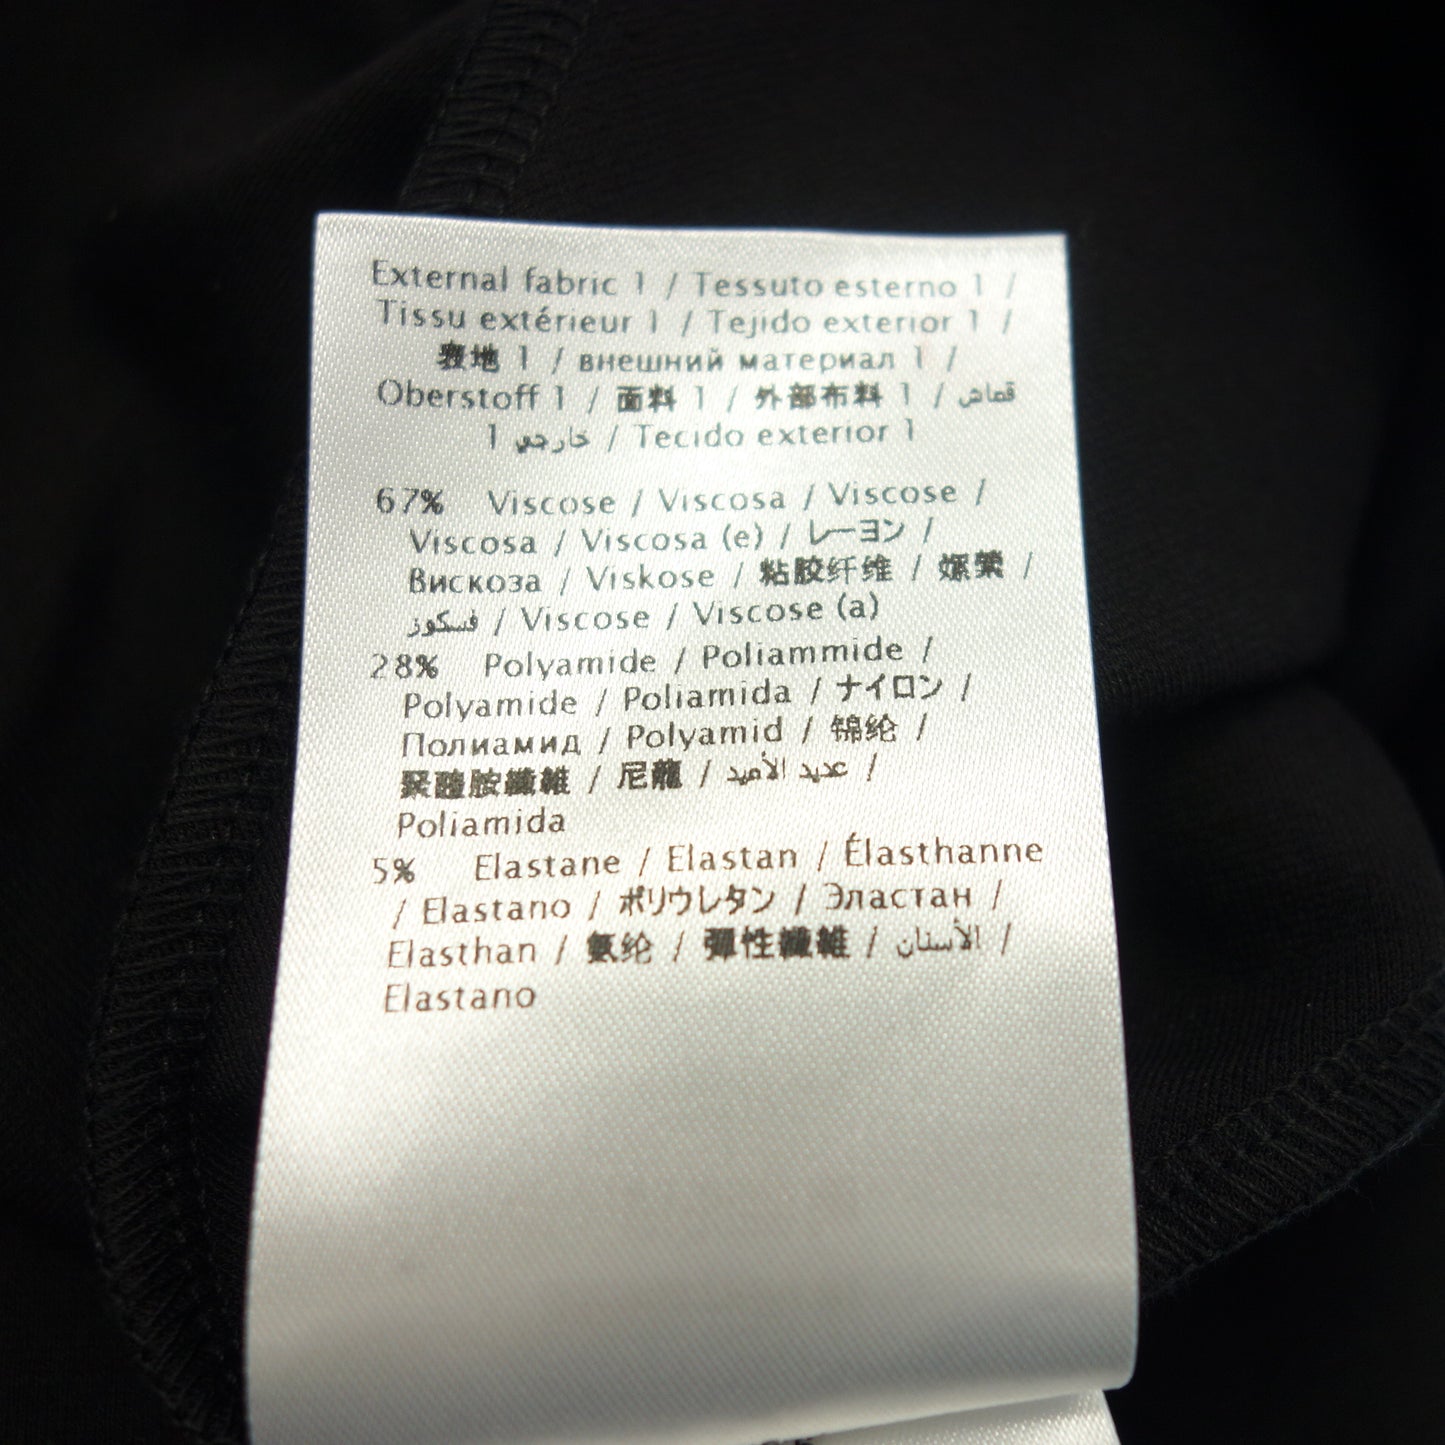 External fabric 1 / Tessuto esterno 1 /
Tissu extérieur 1 / Tejido exterior 1 /
表地 1 / внешний материал 1 /
Oberstoff 1 / 面料 1 / 外部布料 1 / قماش
خارجي 1 / Tecido exterior 1
67% Viscose / Viscosa / Viscose /
Viscosa / Viscosa (e) / レーヨン /
Вискоза / Viskose / 粘胶纤维 / 嫘縈 /
فسكوز / Viscose / Viscose (a)
28% Polyamide / Poliammide /
Polyamide / Poliamida / ナイロン /
Полиамид / Polyamid / 锦纶 /
聚醯胺纖維 / 尼龍 / عديد الأميد /
Poliamida
5% Elastane / Elastan / Élasthanne
/ Elastano / ポリウレタン / Эластан /
Elasthan / 氨纶 / 彈性纖維 / الأسنان /
Elastano